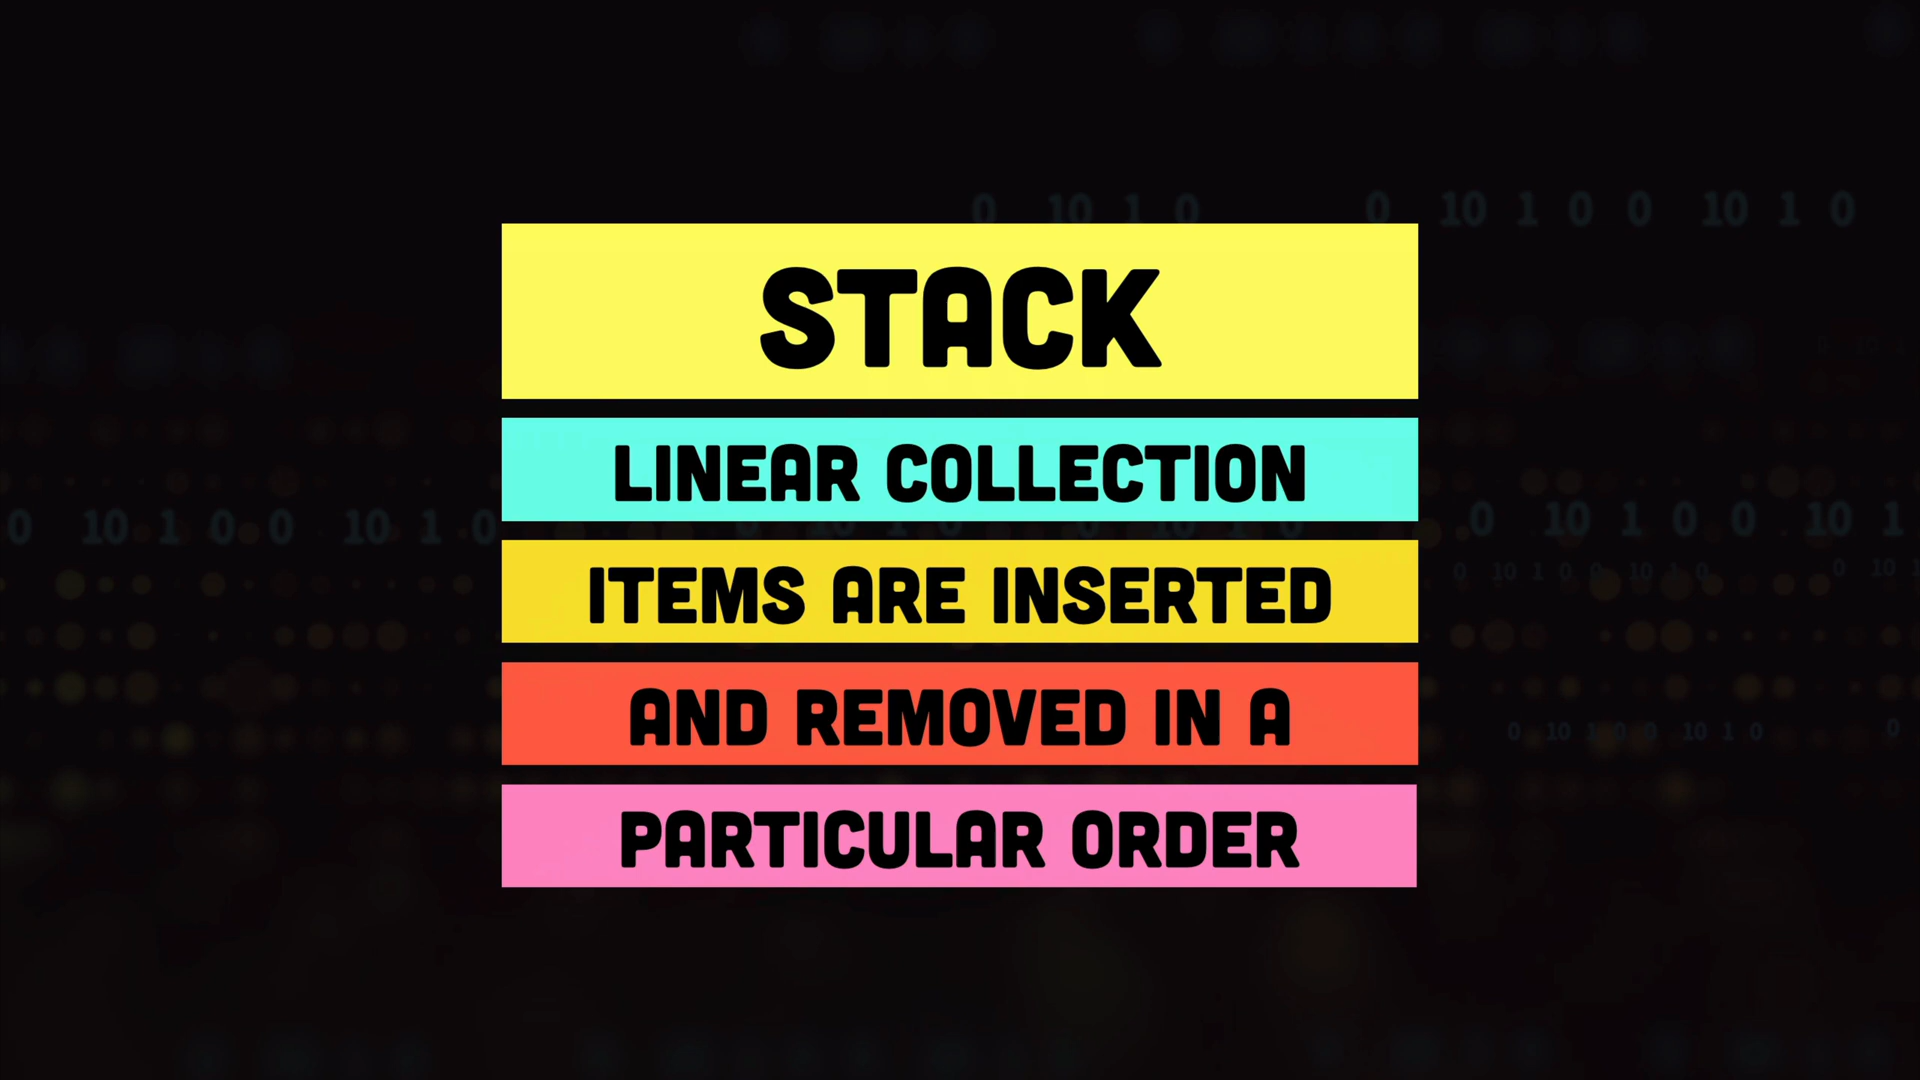 STACK
LINEAR COLLECTION
ITEMS ARE INSERTED
AND REMOVED IN A
PARTICULAR ORDER